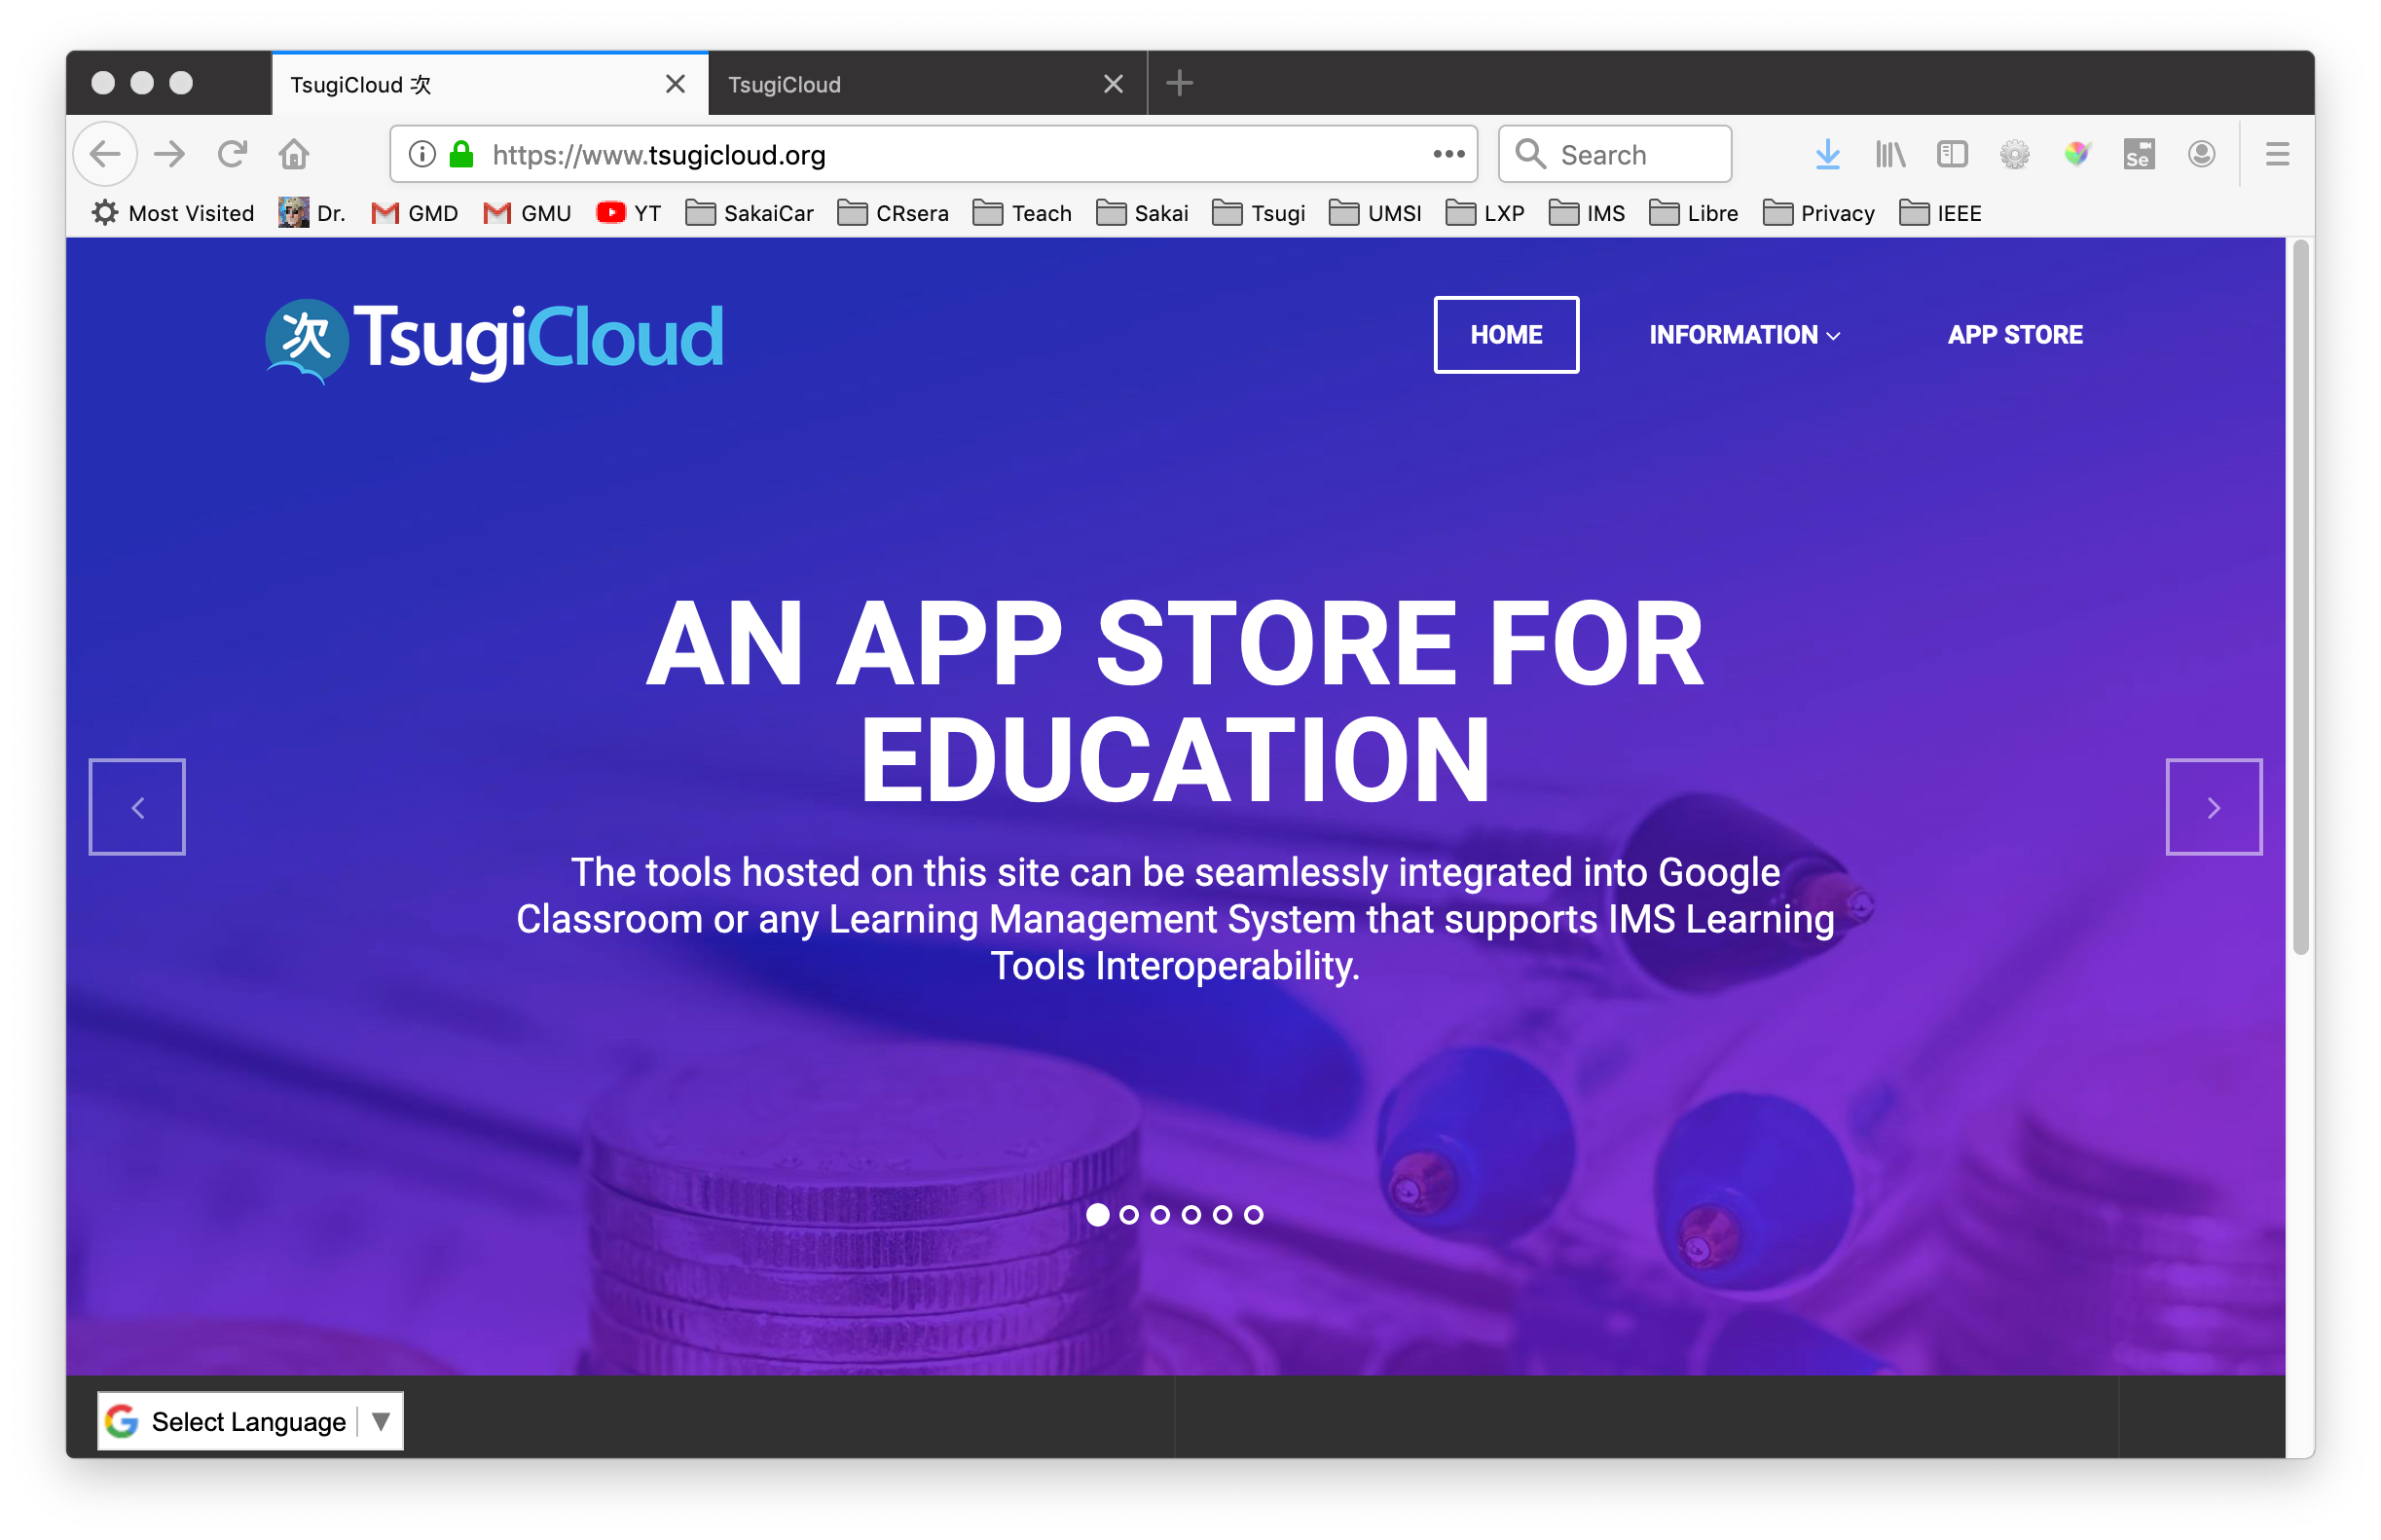 TsugiCloud 次
TsugiCloud
https://www.tsugicloud.org
Search
Se
Most Visited Dr. GMD GMU YT SakaiCar CRsera Teach Sakai Tsugi UMSI LXP IMS Libre Privacy IEEE
次 TsugiCloud
HOME INFORMATION APP STORE
AN APP STORE FOR
EDUCATION
The tools hosted on this site can be seamlessly integrated into Google
Classroom or any Learning Management System that supports IMS Learning
Tools Interoperability.
G Select Language ▼